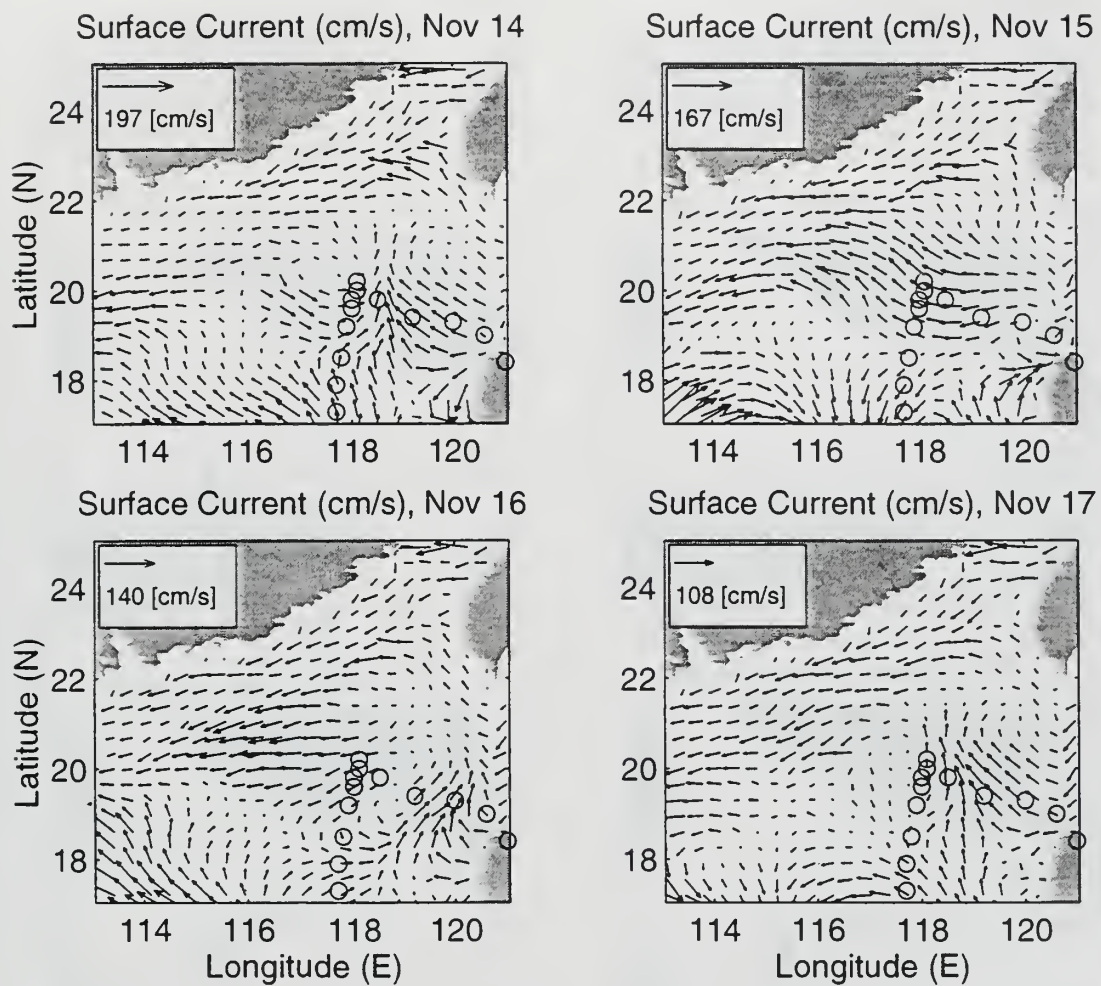 Surface Current (cm/s), Nov 14
Surface Current (cm/s), Nov 15
197 [cm/s]
167 [cm/s]
24
22
20
18
Latitude (N)
24
22
20
18
114 116 118 120
114 116 118 120
Surface Current (cm/s), Nov 16
Surface Current (cm/s), Nov 17
140 [cm/s]
108 [cm/s]
24
22
20
18
Latitude (N)
24
22
20
18
114 116 118 120
114 116 118 120
Longitude (E)
Longitude (E)